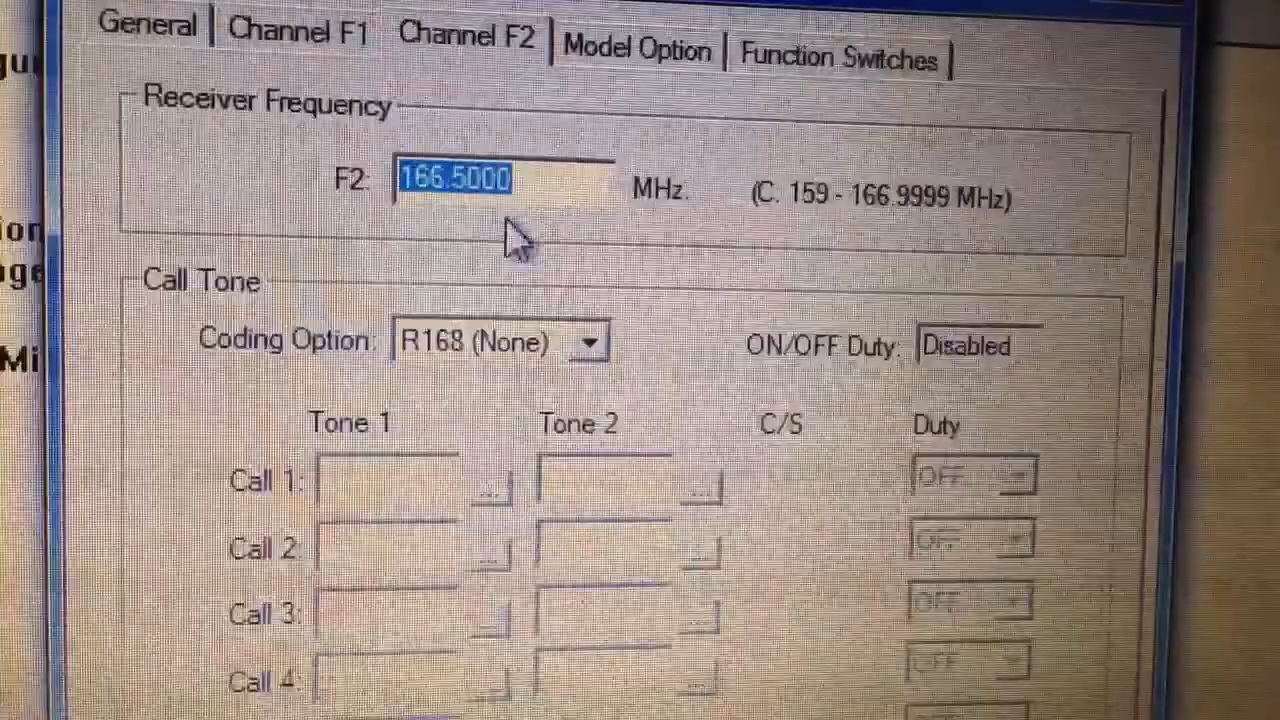 General Channel F1 Channel F2 Model Option Function Switches
Receiver Frequency
F2: 166.5000 MHz. (C. 159 - 166.9999 MHz)
Call Tone
Coding Option: R168 (None) ON/OFF Duty: Disabled
Tone 1 Tone 2 C/S Duty
Call 1: ... ... OFF
Call 2: ... ... OFF
Call 3: ... ... OFF
Call 4: ... ... OFF